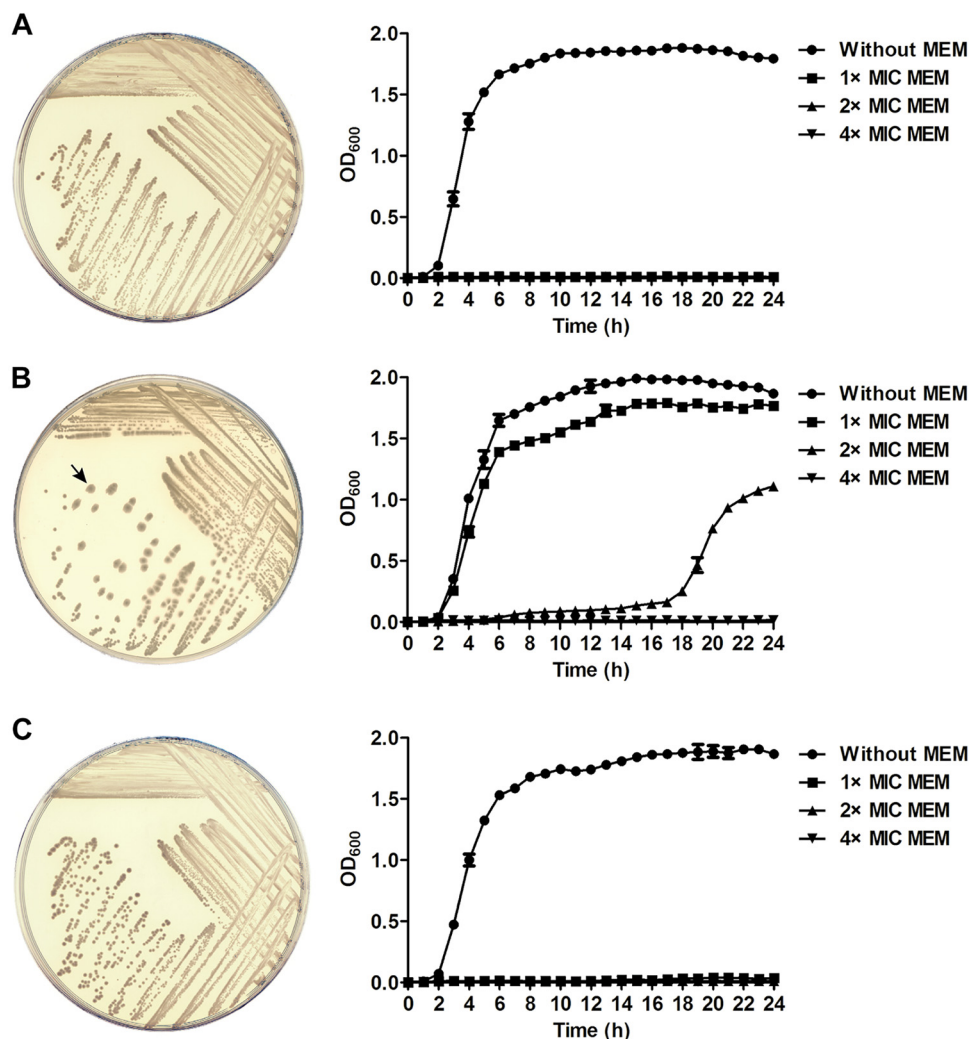 A
OD600
2.0
1.5
1.0
0.5
0.0
0 2 4 6 8 10 12 14 16 18 20 22 24
Time (h)
Without MEM
1× MIC MEM
2× MIC MEM
4× MIC MEM
B
OD600
2.0
1.5
1.0
0.5
0.0
0 2 4 6 8 10 12 14 16 18 20 22 24
Time (h)
Without MEM
1× MIC MEM
2× MIC MEM
4× MIC MEM
C
OD600
2.0
1.5
1.0
0.5
0.0
0 2 4 6 8 10 12 14 16 18 20 22 24
Time (h)
Without MEM
1× MIC MEM
2× MIC MEM
4× MIC MEM